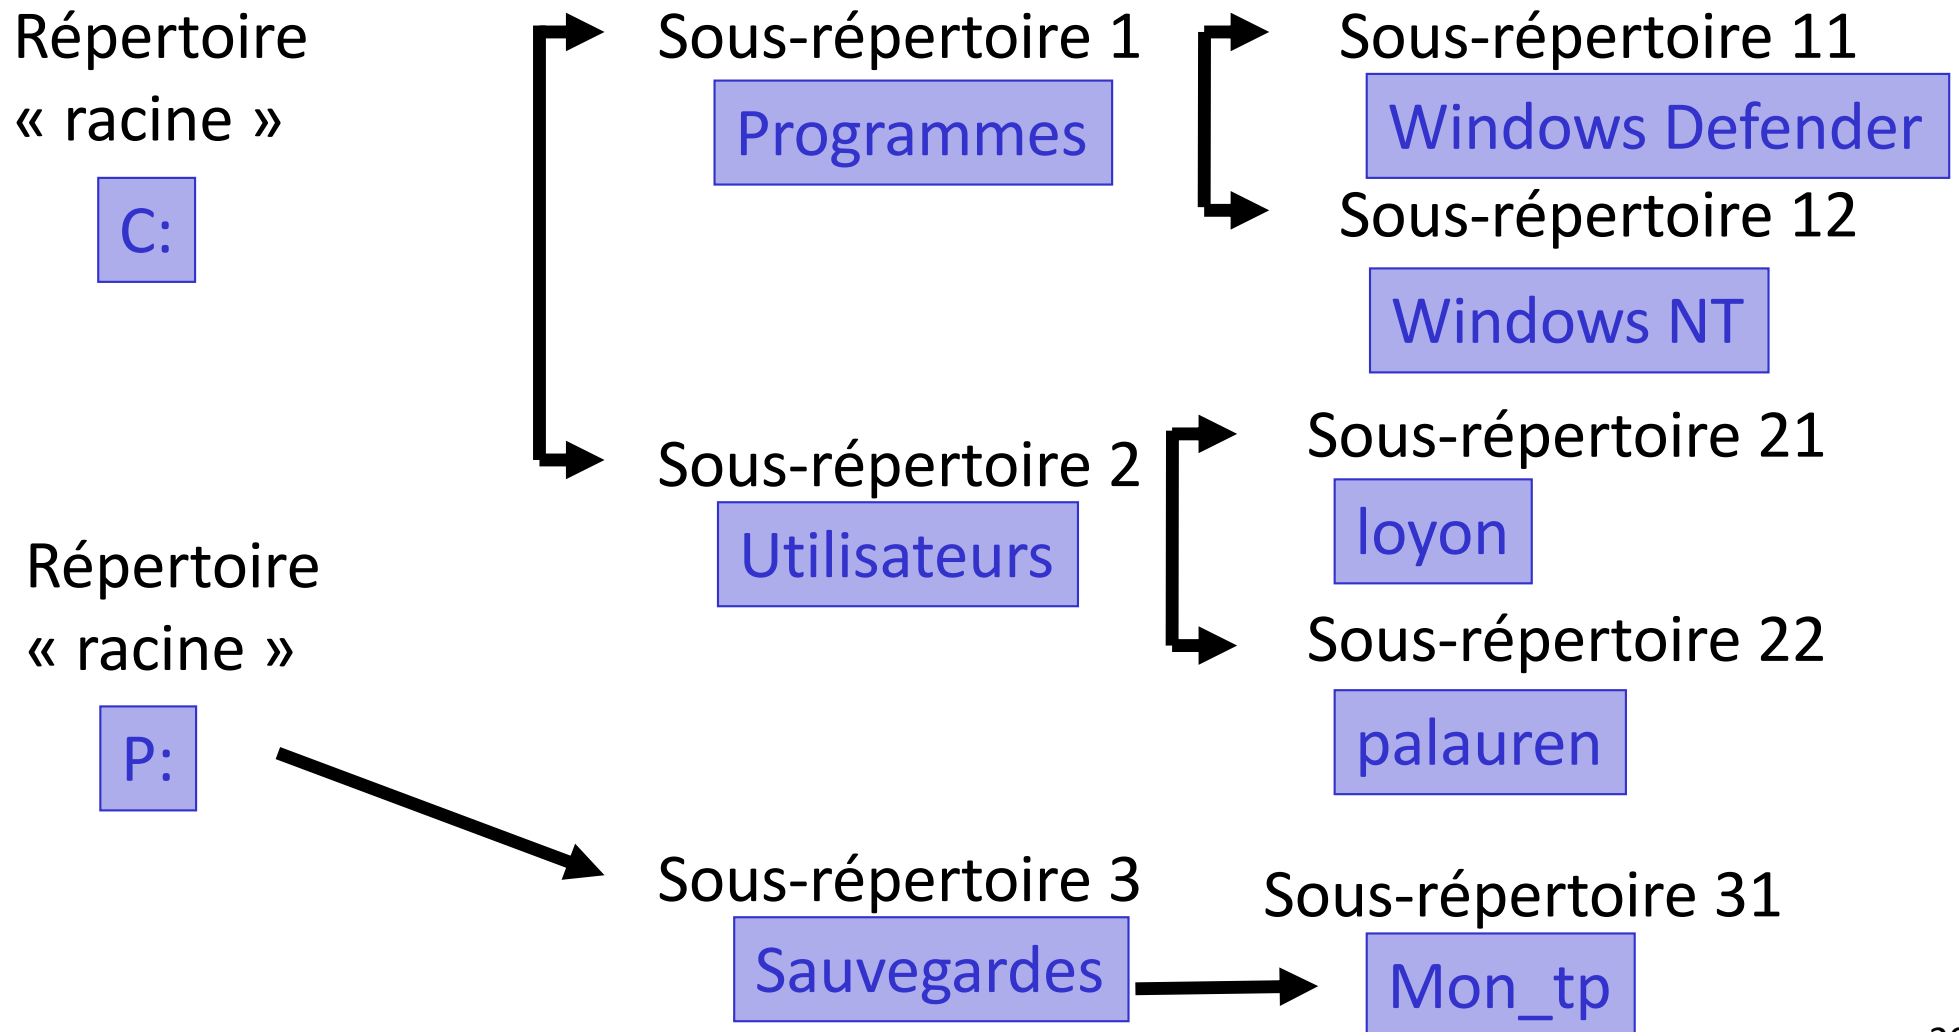 Répertoire
« racine »
C:
Sous-répertoire 1
Programmes
Sous-répertoire 11
Windows Defender
Sous-répertoire 12
Windows NT
Sous-répertoire 2
Utilisateurs
Sous-répertoire 21
loyon
Sous-répertoire 22
palauren
Répertoire
« racine »
P:
Sous-répertoire 3
Sauvegardes
Sous-répertoire 31
Mon_tp